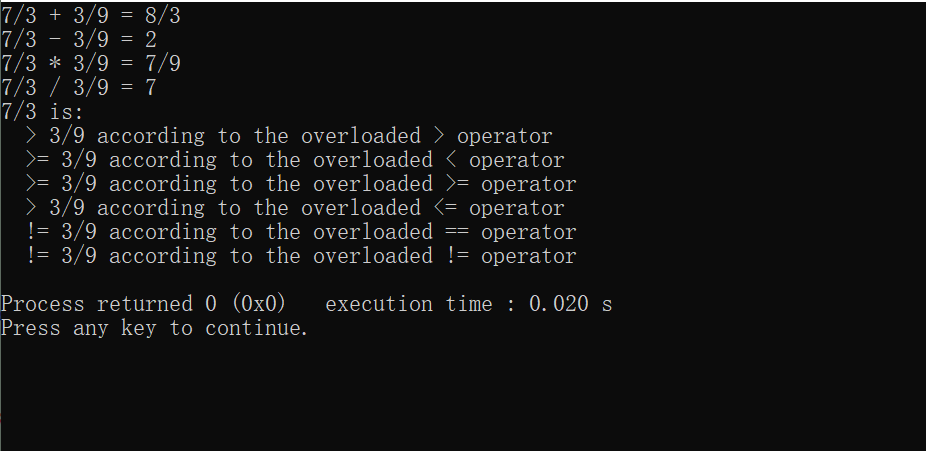 7/3 + 3/9 = 8/3
7/3 - 3/9 = 2
7/3 * 3/9 = 7/9
7/3 / 3/9 = 7
7/3 is:
  > 3/9 according to the overloaded > operator
  >= 3/9 according to the overloaded < operator
  >= 3/9 according to the overloaded >= operator
  > 3/9 according to the overloaded <= operator
  != 3/9 according to the overloaded == operator
  != 3/9 according to the overloaded != operator
Process returned 0 (0x0)   execution time : 0.020 s
Press any key to continue.